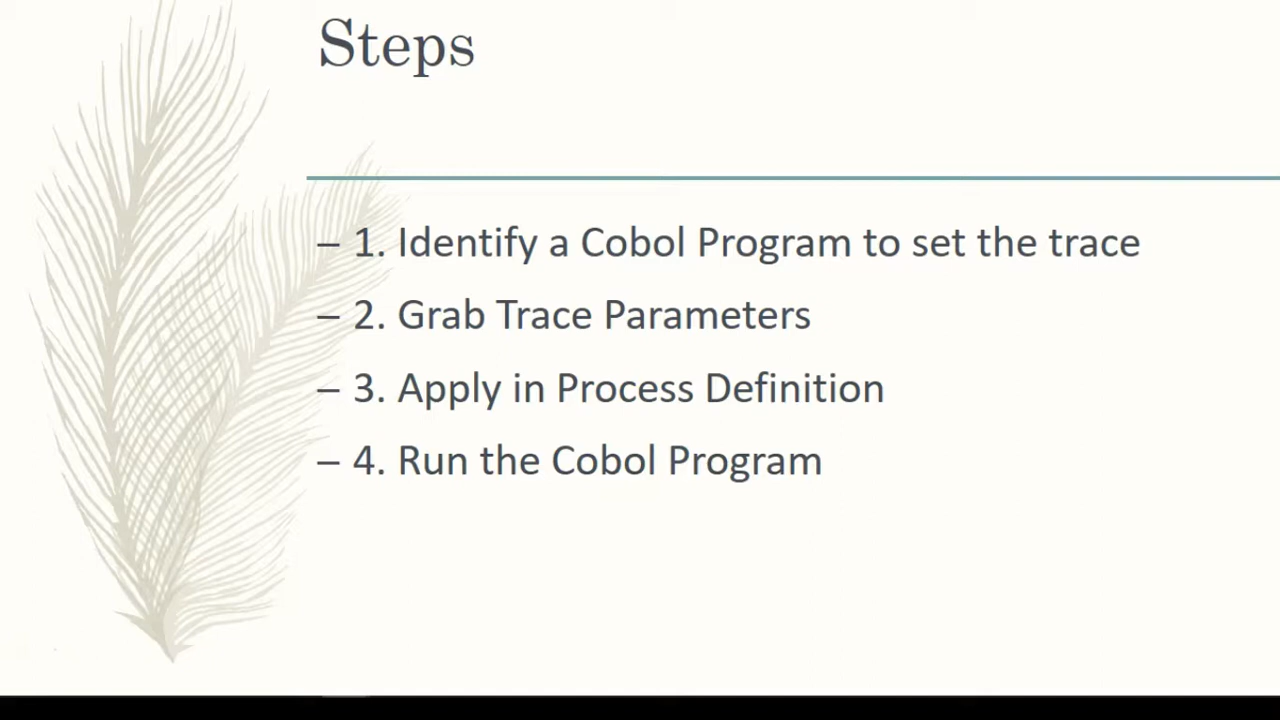 Steps
– 1. Identify a Cobol Program to set the trace
– 2. Grab Trace Parameters
– 3. Apply in Process Definition
– 4. Run the Cobol Program